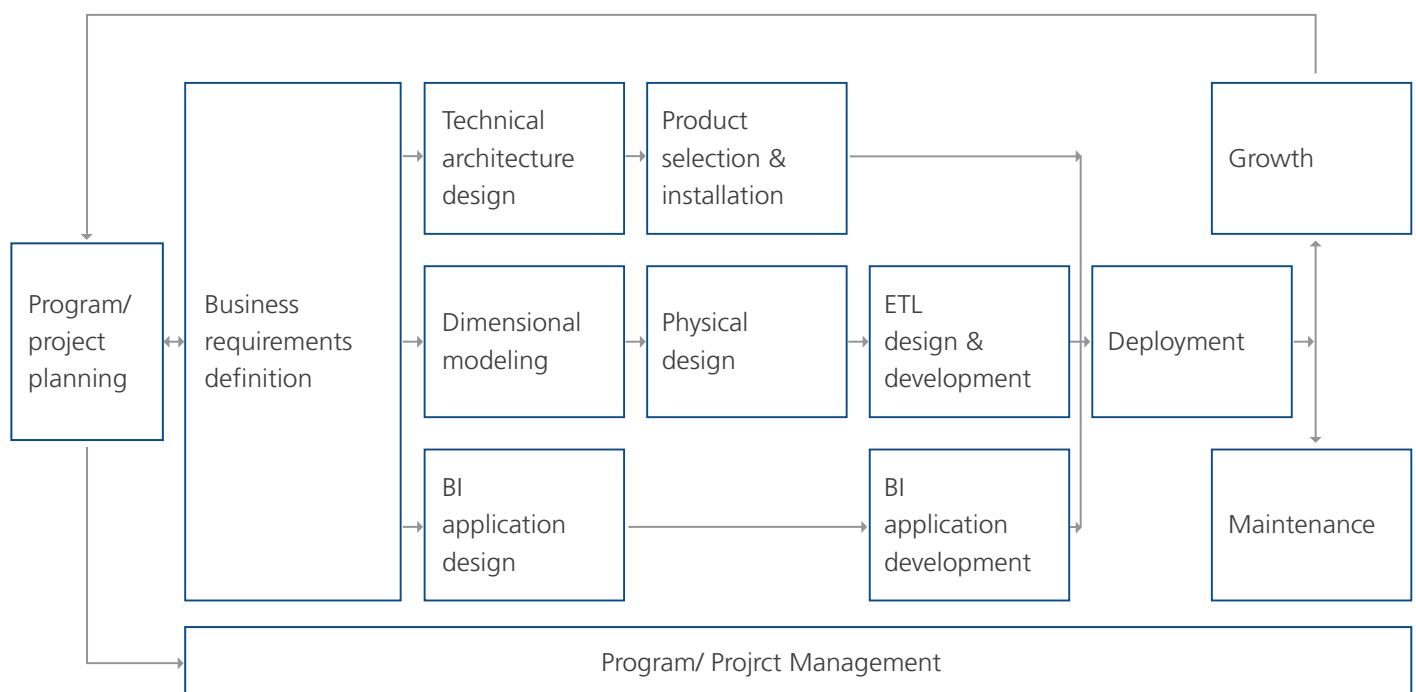 Technical
architecture
design
Product
selection &
installation
Growth
Program/
project
planning
Business
requirements
definition
Dimensional
modeling
Physical
design
ETL
design &
development
Deployment
BI
application
design
BI
application
development
Maintenance
Program/ Projrct Management